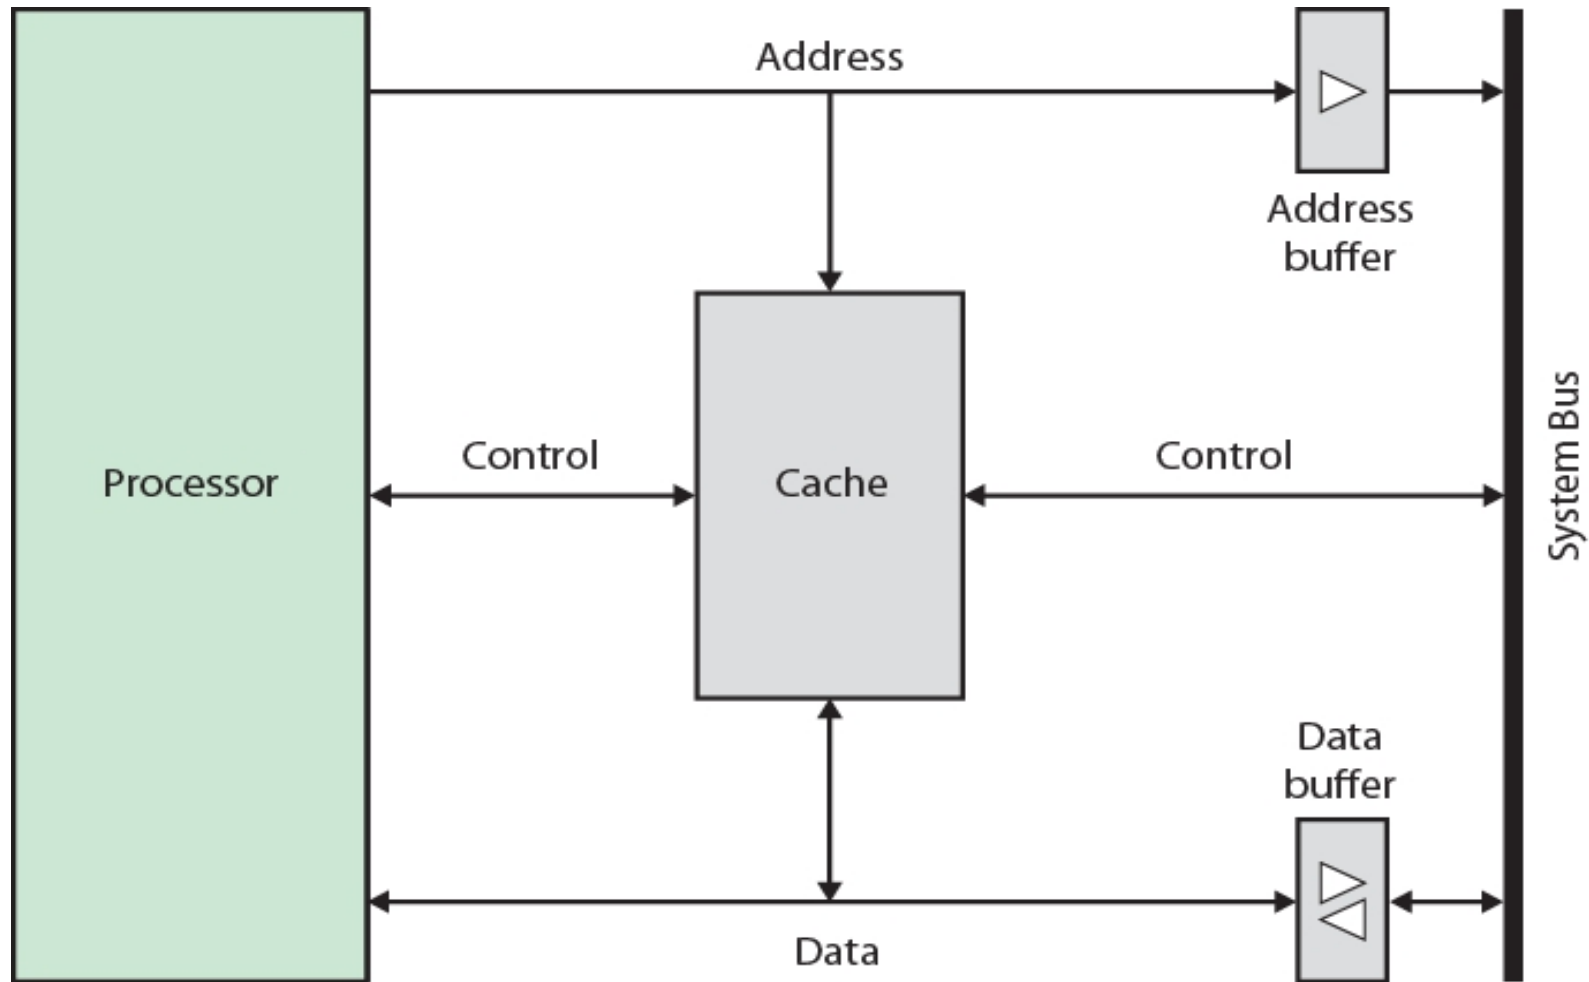 Address
Address
buffer
Control
Control
Processor
Cache
System Bus
Data
buffer
Data